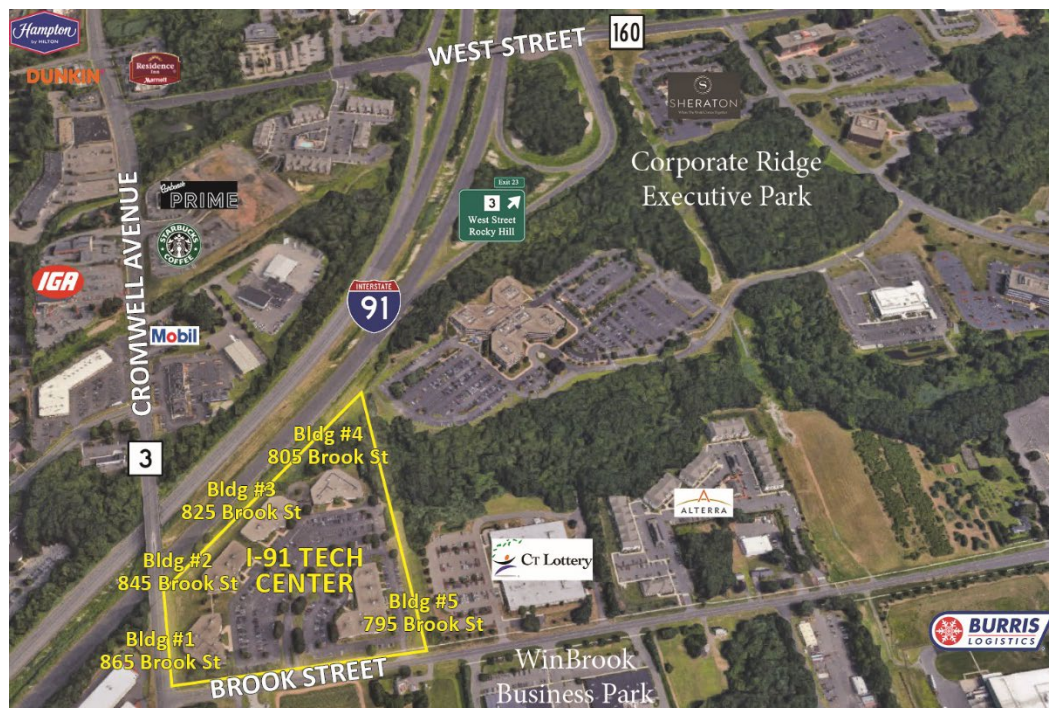 Hampton
by HILTON
DUNKIN'
Residence
Inn
Marriott
WEST STREET
160
S
SHERATON
Corporate Ridge
Executive Park
Exit 23
3
West Street
Rocky Hill
PRIME
STARBUCKS
COFFEE
CROMWELL AVENUE
IGA
INTERSTATE
91
Mobil
3
Bldg #4
805 Brook St
Bldg #3
825 Brook St
Bldg #2
845 Brook St
I-91 TECH
CENTER
Bldg #5
795 Brook St
Bldg #1
865 Brook St
BROOK STREET
CT Lottery
A
ALTERRA
WinBrook
Business Park
BURRIS
LOGISTICS